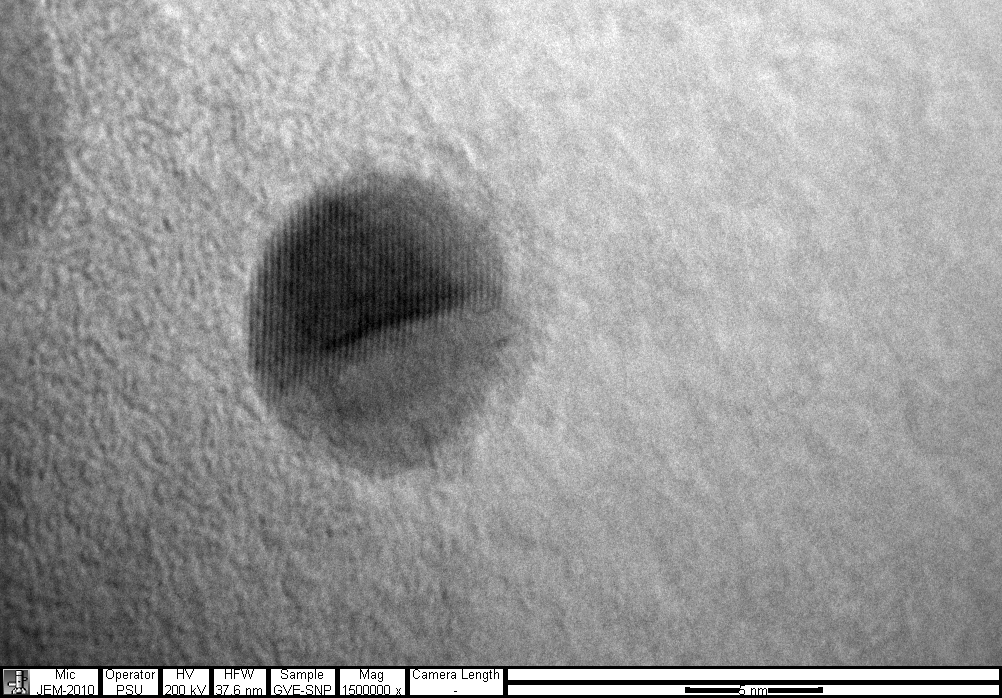 Mic Operator HV HFW Sample Mag Camera Length
JEM-2010 PSU 200 kV 37.6 nm GVE-SNP 1500000 x -
5 nm